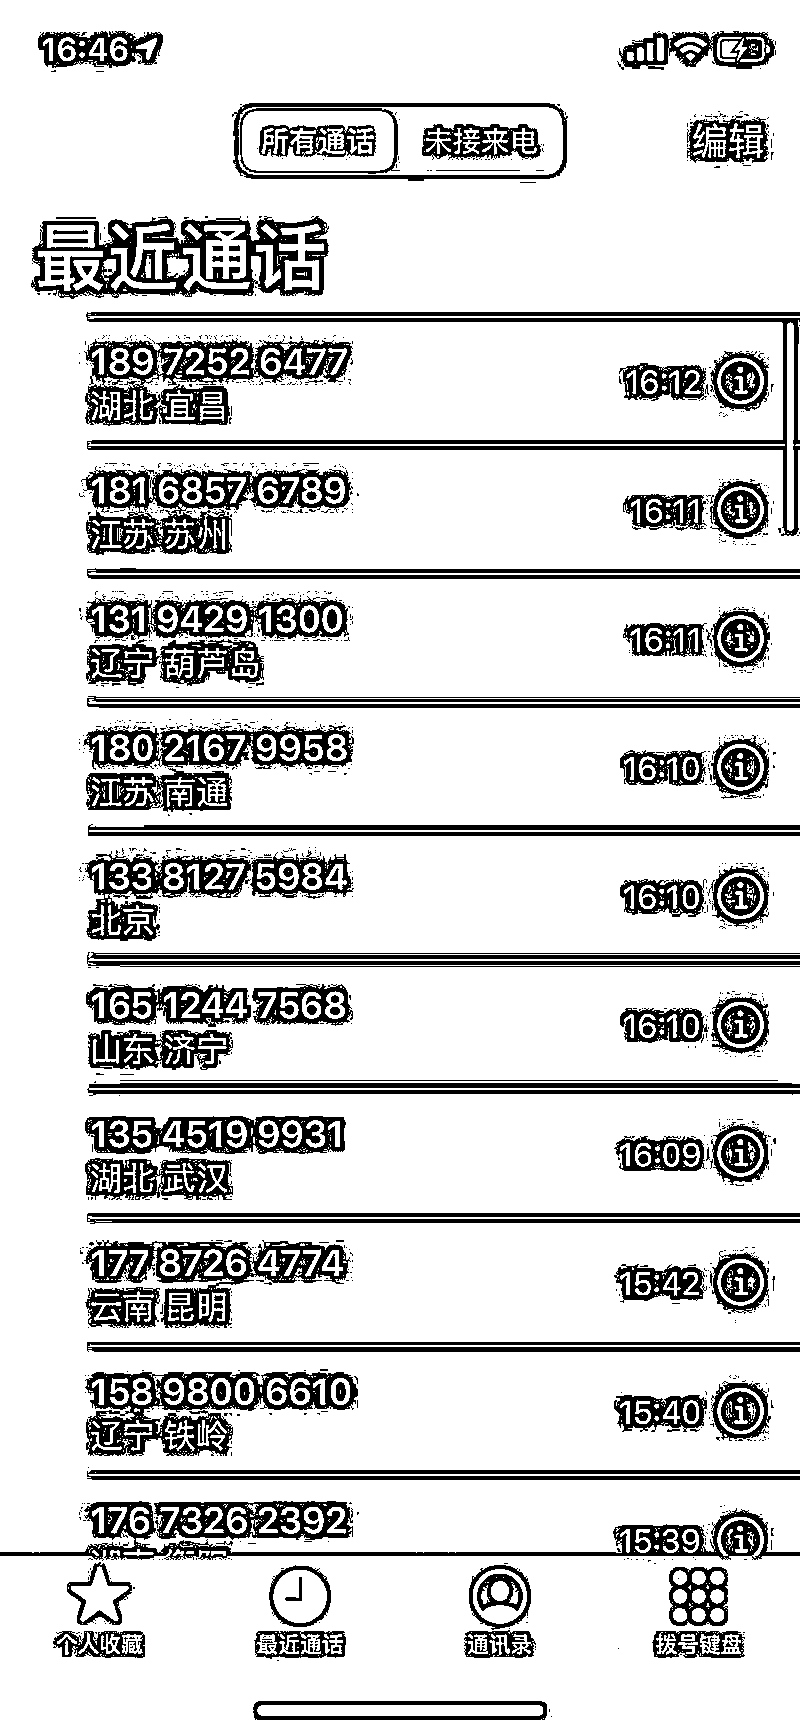 16:46
所有通话 未接来电 编辑
最近通话
189 7252 6477
湖北 宜昌
16:12
181 6857 6789
江苏 苏州
16:11
131 9429 1300
辽宁 葫芦岛
16:11
180 2167 9958
江苏 南通
16:10
133 8127 5984
北京
16:10
165 1244 7568
山东 济宁
16:10
135 4519 9931
湖北 武汉
16:09
177 8726 4774
云南 昆明
15:42
158 9800 6610
辽宁 铁岭
15:40
176 7326 2392
15:39
个人收藏 最近通话 通讯录 拨号键盘